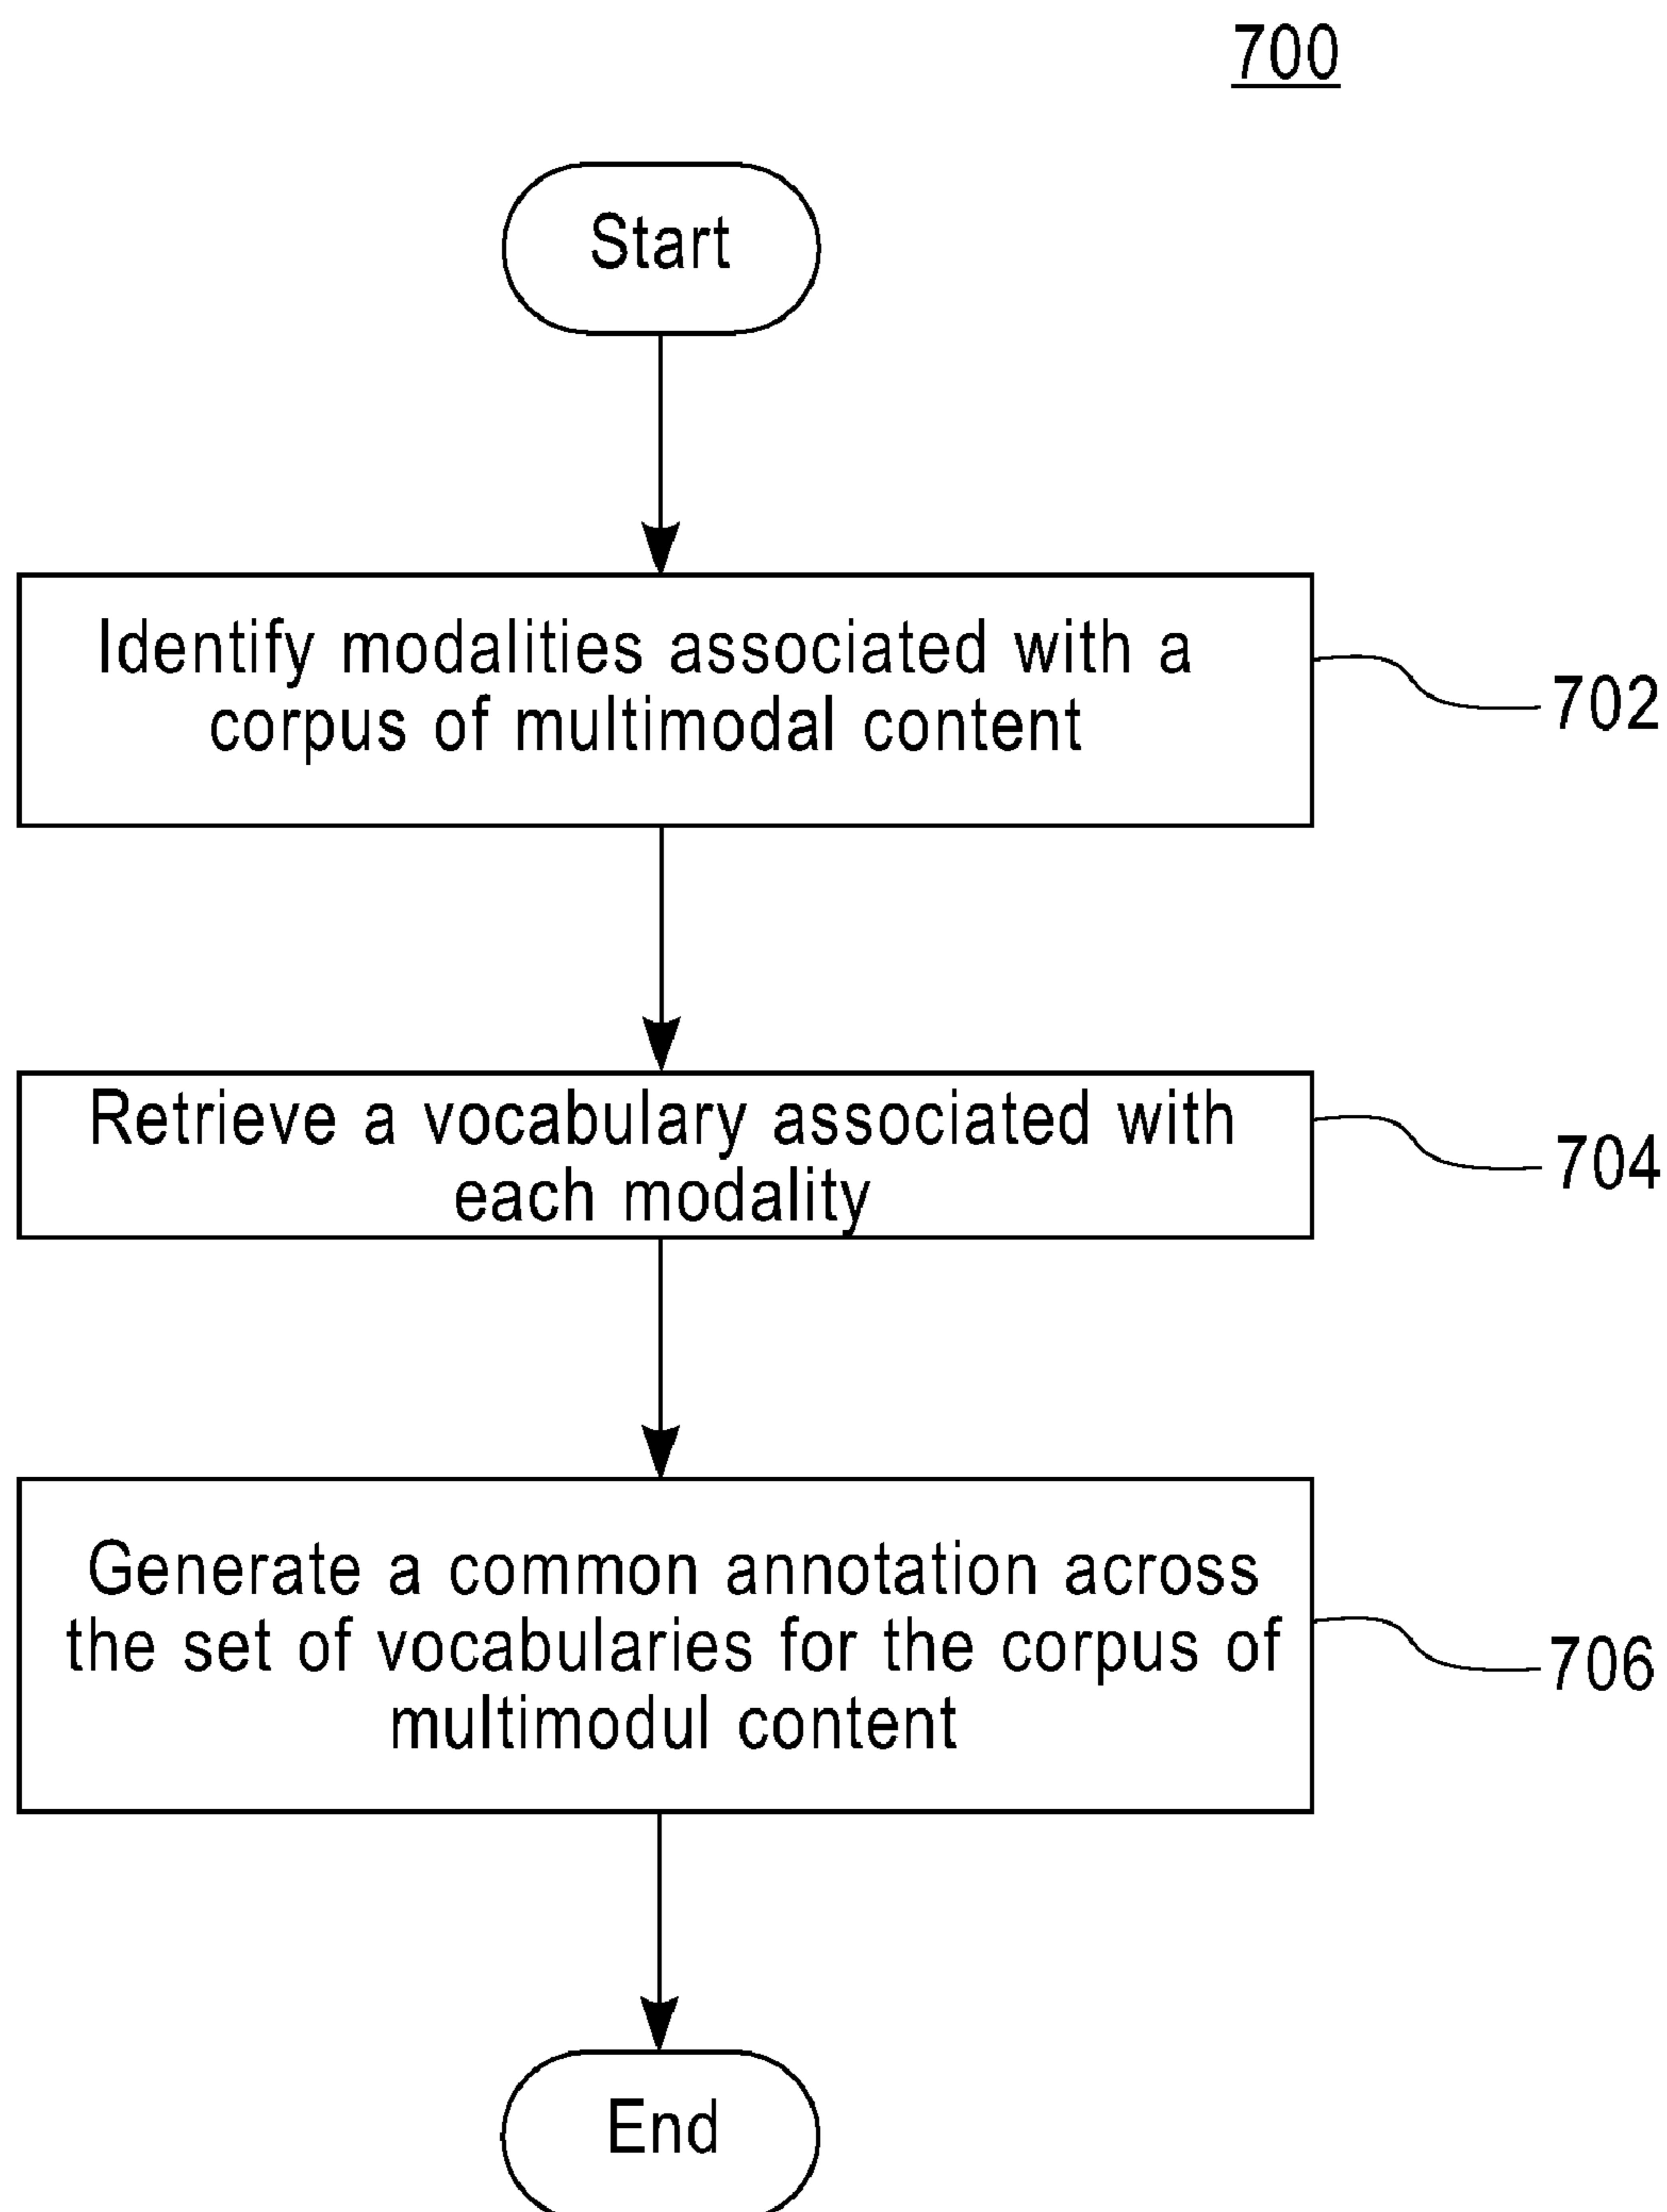 700
Start
Identify modalities associated with a
corpus of multimodal content
702
Retrieve a vocabulary associated with
each modality
704
Generate a common annotation across
the set of vocabularies for the corpus of
multimodul content
706
End